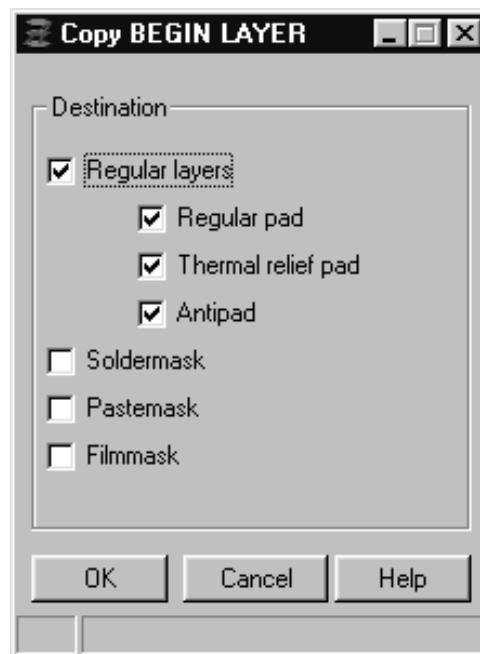 Copy BEGIN LAYER
Destination
Regular layers
Regular pad
Thermal relief pad
Antipad
Soldermask
Pastemask
Filmmask
OK Cancel Help